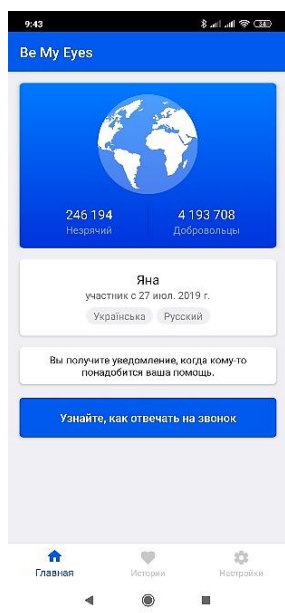 9:43
Be My Eyes
246 194
4 193 708
Незрячий
Добровольцы
Яна
участник с 27 июл. 2019 г.
Українська
Русский
Вы получите уведомление, когда кому-то
понадобится ваша помощь.
Узнайте, как отвечать на звонок
Главная
Истории
Настройки